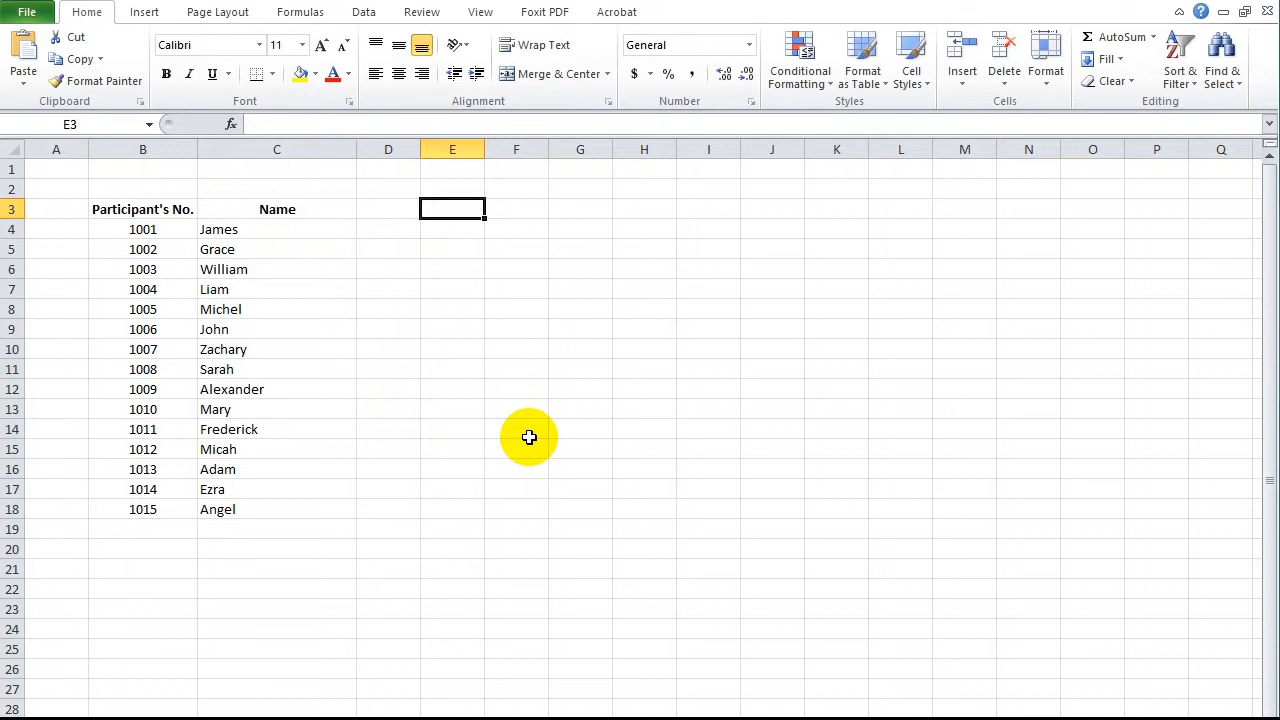 File Home Insert Page Layout Formulas Data Review View Foxit PDF Acrobat
Paste Cut Copy Format Painter Clipboard
Calibri 11 A A B I U A Font
Wrap Text Merge & Center Alignment
General $ % , .0 .00 .00 .0 Number
Conditional Formatting Format as Table Cell Styles Styles
Insert Delete Format Cells
Σ AutoSum Fill Clear Sort & Filter Find & Select Editing
E3 fx
A B C D E F G H I J K L M N O P Q
1
2
3 Participant's No. Name
4 1001 James
5 1002 Grace
6 1003 William
7 1004 Liam
8 1005 Michel
9 1006 John
10 1007 Zachary
11 1008 Sarah
12 1009 Alexander
13 1010 Mary
14 1011 Frederick
15 1012 Micah
16 1013 Adam
17 1014 Ezra
18 1015 Angel
19
20
21
22
23
24
25
26
27
28